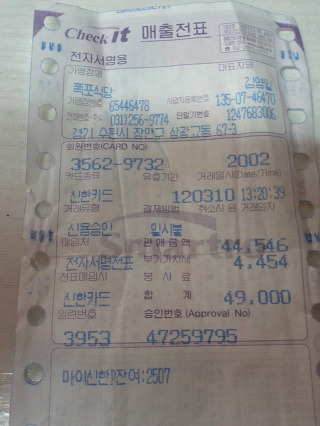 Check it 매출전표
전자서명용
가맹점명 대표자명
폭포식당 김영일
가맹점번호 65446478 사업자등록번호 135-07-46470
(031)256-9774 단말기번호 1247683006
경기 수원시 장안구 상광교동 67-3
회원번호(CARD NO)
3562-9732 2002
카드종류 유효기간 거래일시(Date/Time)
신한카드 120310 13:20:39
거래유형 결제방법 취소시 원 거래일자
신용승인 일시불
매입처 판매금액 44,546
전자서명전표 부가가치세 4,454
전표매입사 봉사료
신한카드 합계 49,000
일련번호 승인번호 (Approval No)
3953 47259795
마이신한P잔여:2507